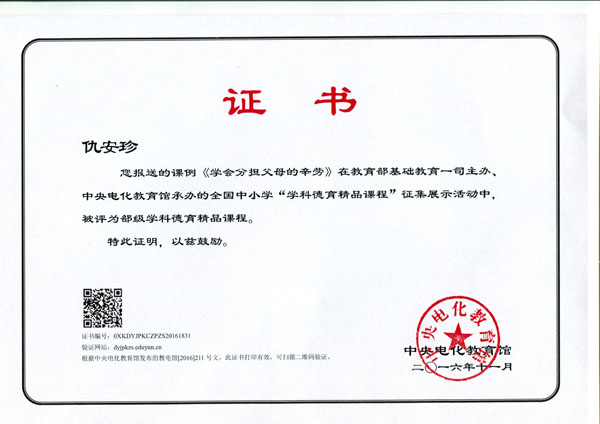 证 书
仇安珍
您报送的课例《学会分担父母的辛劳》在教育部基础教育一司主办、
中央电化教育馆承办的全国中小学“学科德育精品课程”征集展示活动中，
被评为部级学科德育精品课程。
特此证明，以兹鼓励。
证书编号：0XKDYJPKCZPZS20161831
验证网站：dyjpkzs.eduyun.cn
根据中央电化教育馆发布的教电馆[2016]211号文，此证书打印有效，可扫描二维码验证。
中央电化教育馆
中央电化教育馆
二〇一六年十一月